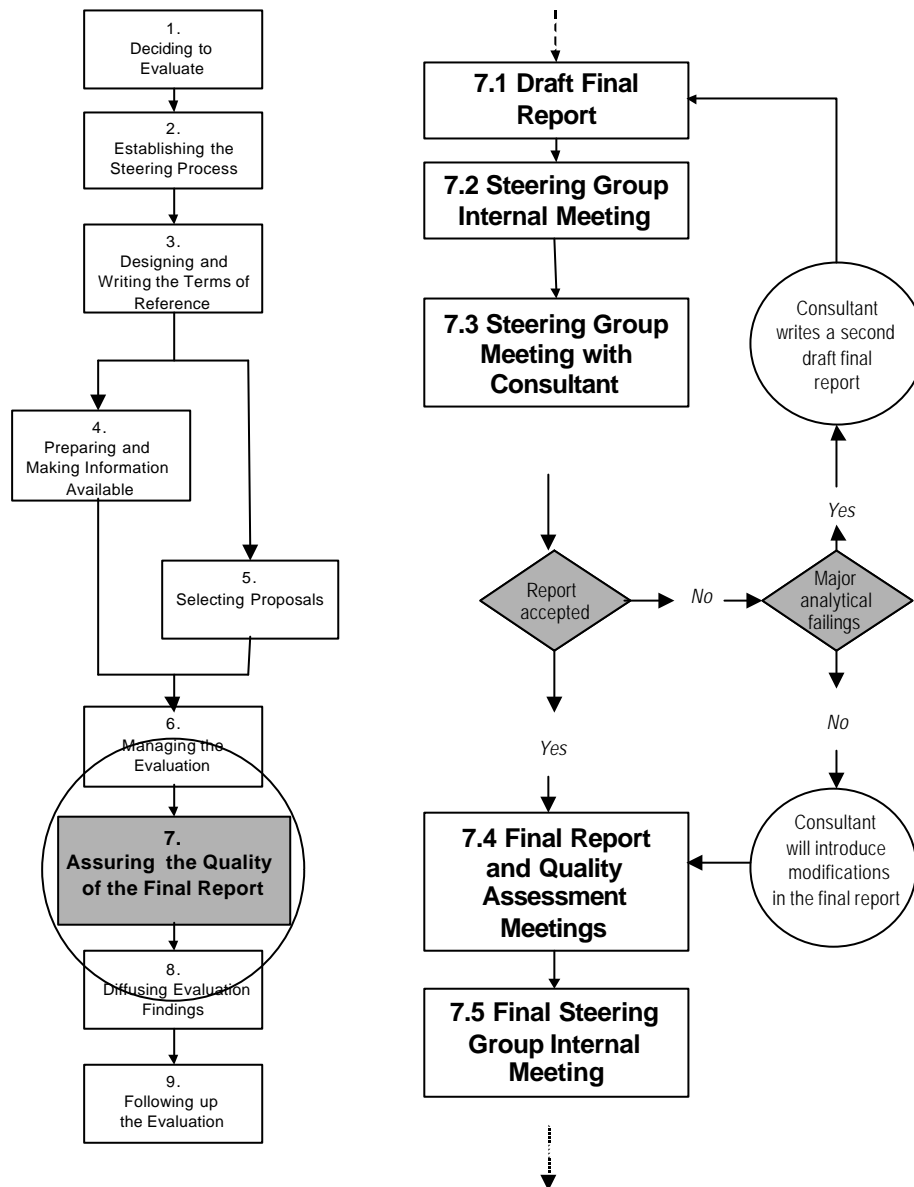 1.
Deciding to
Evaluate
2.
Establishing the
Steering Process
3.
Designing and
Writing the Terms of
Reference
4.
Preparing and
Making Information
Available
5.
Selecting Proposals
6.
Managing the
Evaluation
7.
Assuring the Quality
of the Final Report
8.
Diffusing Evaluation
Findings
9.
Following up
the Evaluation
7.1 Draft Final
Report
7.2 Steering Group
Internal Meeting
7.3 Steering Group
Meeting with
Consultant
Consultant
writes a second
draft final
report
Yes
Report
accepted
No
Major
analytical
failings
Yes
No
7.4 Final Report
and Quality
Assessment
Meetings
Consultant
will introduce
modifications
in the final report
7.5 Final Steering
Group Internal
Meeting